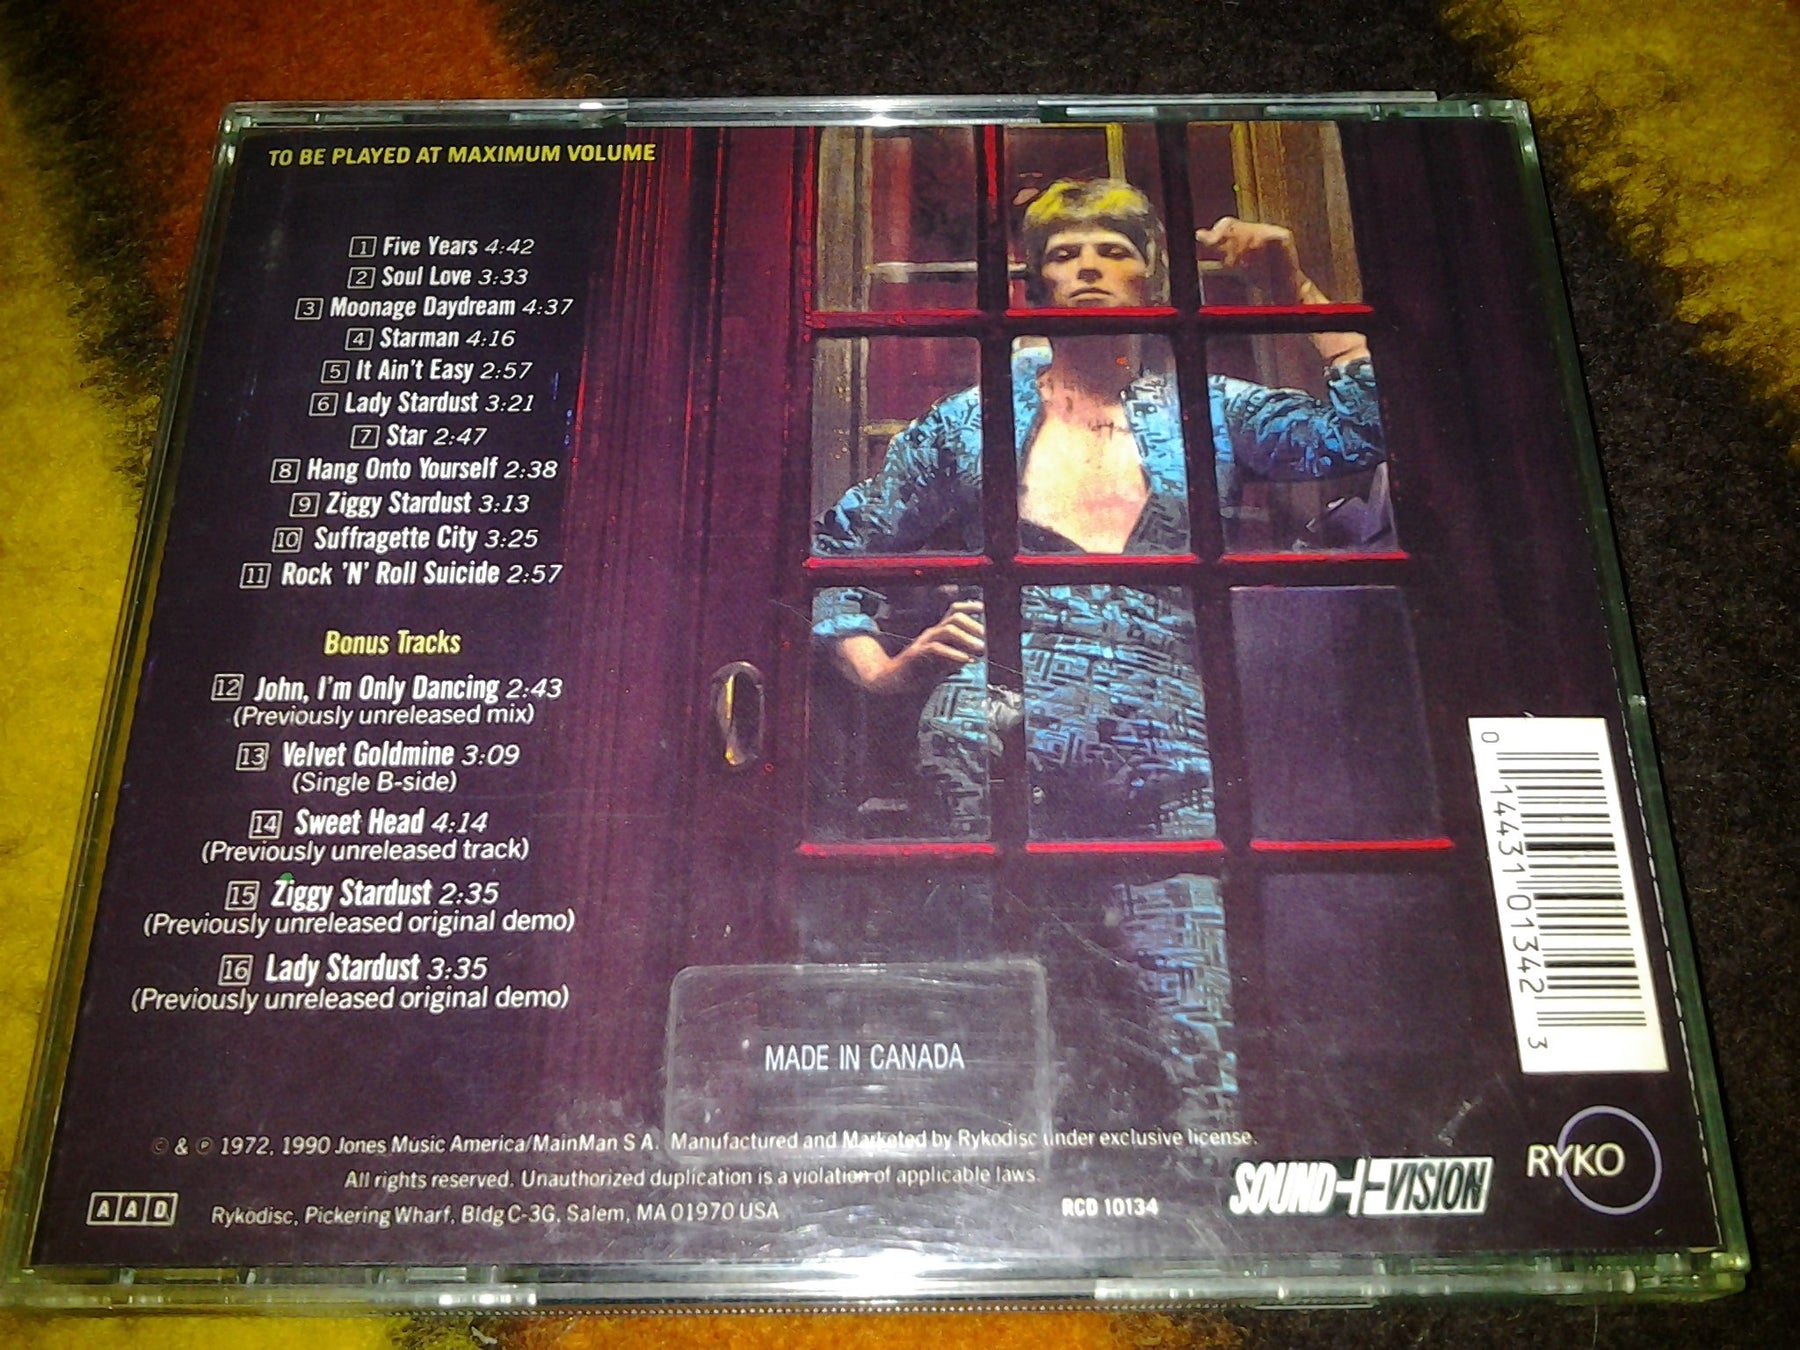 TO BE PLAYED AT MAXIMUM VOLUME
1 Five Years 4:42
2 Soul Love 3:33
3 Moonage Daydream 4:37
4 Starman 4:16
5 It Ain't Easy 2:57
6 Lady Stardust 3:21
7 Star 2:47
8 Hang Onto Yourself 2:38
9 Ziggy Stardust 3:13
10 Suffragette City 3:25
11 Rock 'N' Roll Suicide 2:57
Bonus Tracks
12 John, I'm Only Dancing 2:43
(Previously unreleased mix)
13 Velvet Goldmine 3:09
(Single B-side)
14 Sweet Head 4:14
(Previously unreleased track)
15 Ziggy Stardust 2:35
(Previously unreleased original demo)
16 Lady Stardust 3:35
(Previously unreleased original demo)
0 14431 01342 3
MADE IN CANADA
© & ℗ 1972, 1990 Jones Music America/MainMan S A. Manufactured and Marketed by Rykodisc under exclusive license.
All rights reserved. Unauthorized duplication is a violation of applicable laws.
AAD Rykodisc, Pickering Wharf, Bldg C-3G, Salem, MA 01970 USA
RCD 10134
SOUND+VISION
RYKO